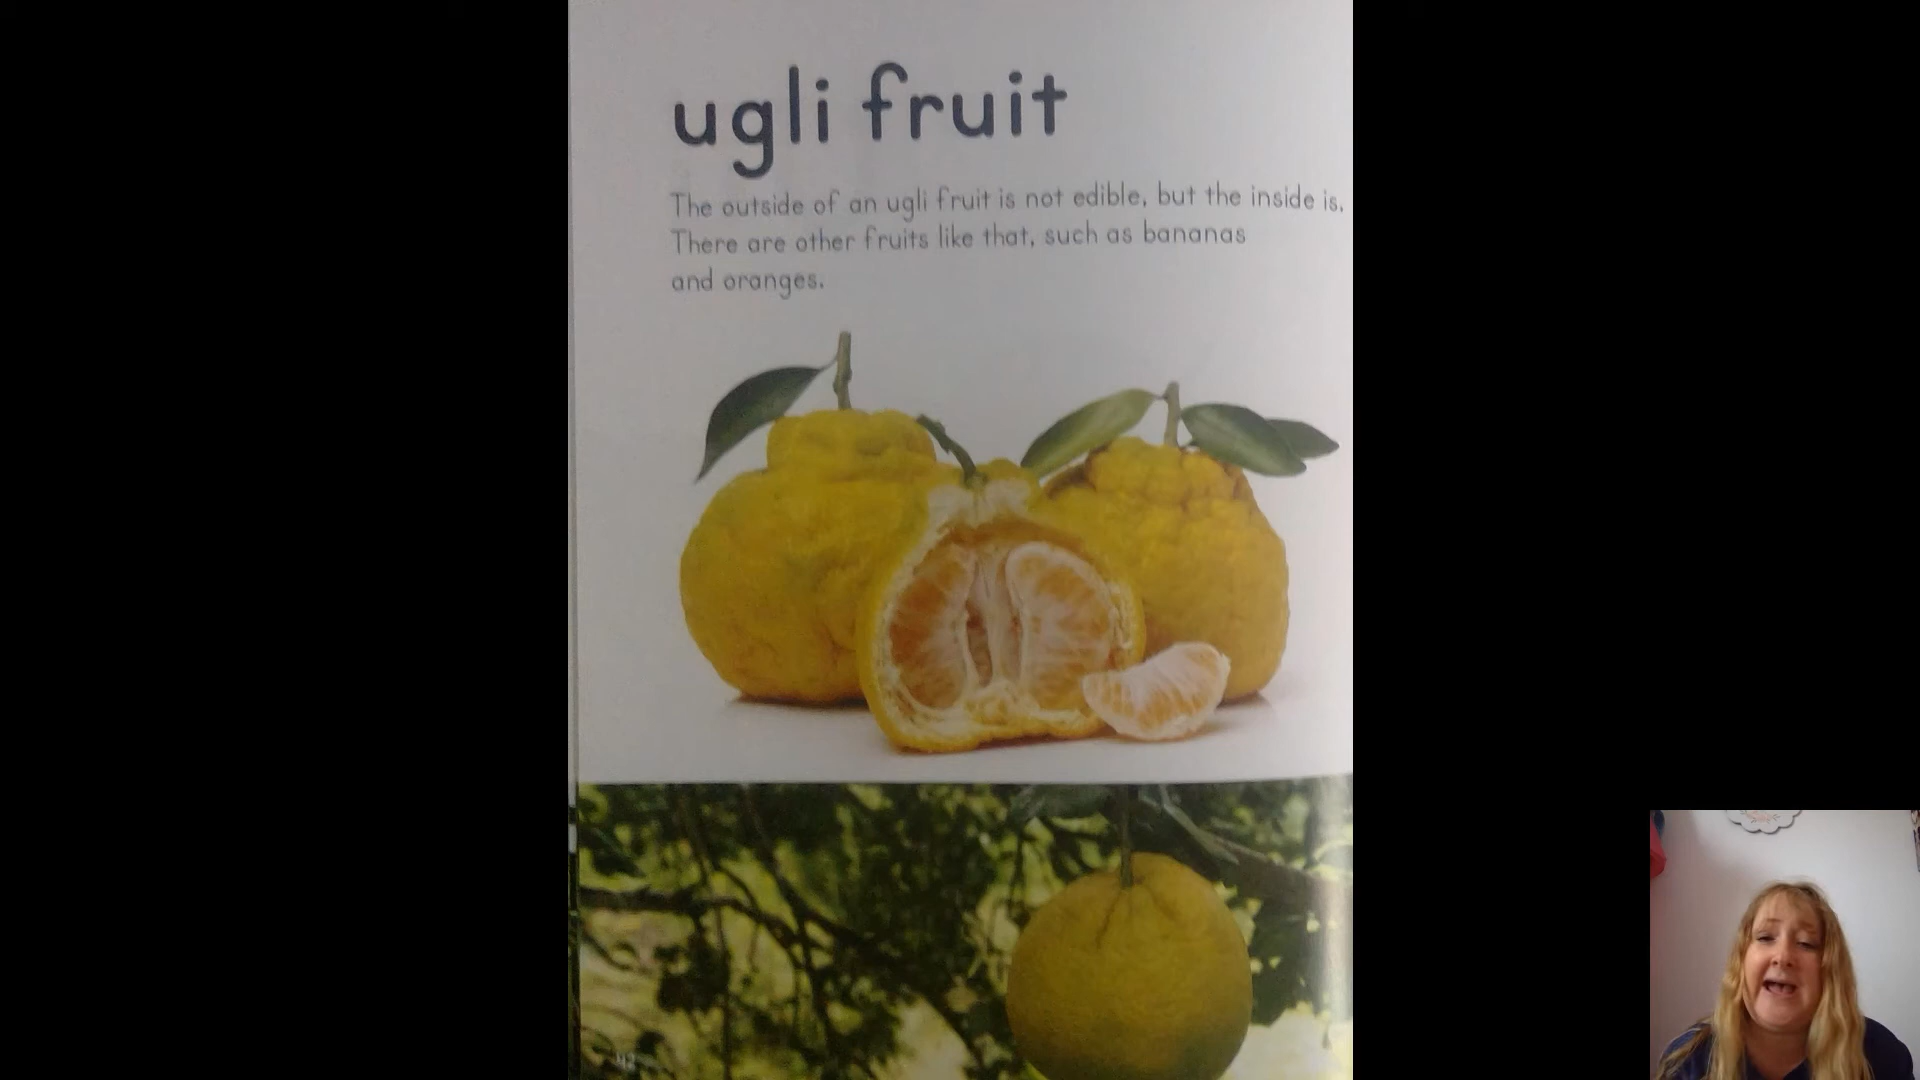 ugli fruit
The outside of an ugli fruit is not edible, but the inside is.
There are other fruits like that, such as bananas
and oranges.
42